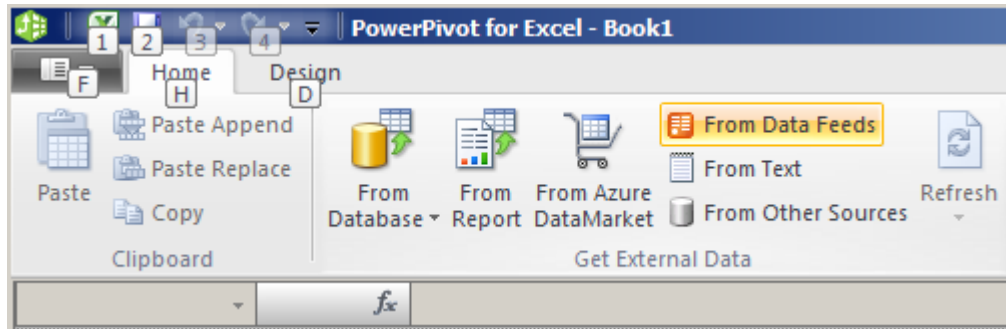 PowerPivot for Excel - Book1
1 2 3 4
F
Home
Design
H
D
Paste
Paste Append
Paste Replace
Copy
Clipboard
From
Database
From
Report
From Azure
DataMarket
From Data Feeds
From Text
From Other Sources
Refresh
Get External Data
fx